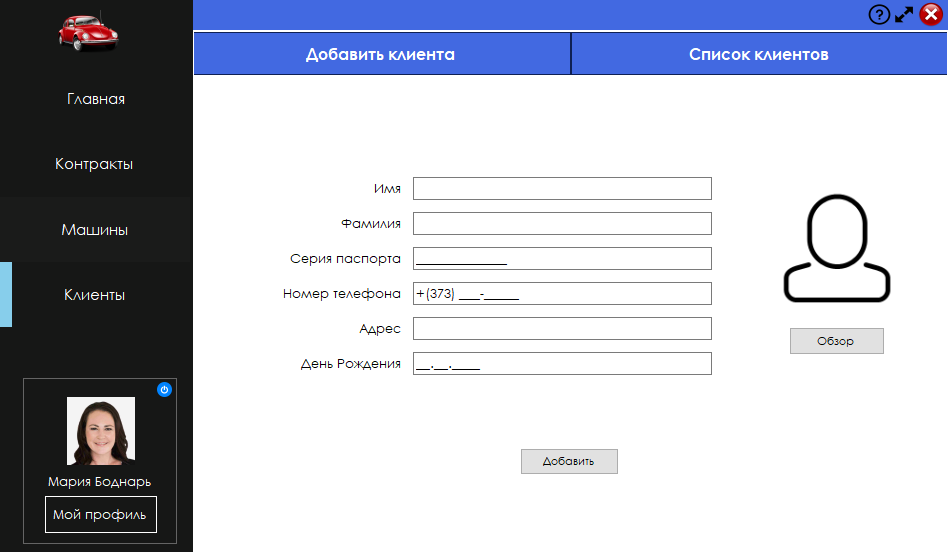 ?
Добавить клиента
Список клиентов
Главная
Контракты
Машины
Клиенты
Имя
Фамилия
Серия паспорта ______________
Номер телефона +(373) ___-_____
Адрес
День Рождения __.__.____
Обзор
Добавить
Мария Боднарь
Мой профиль